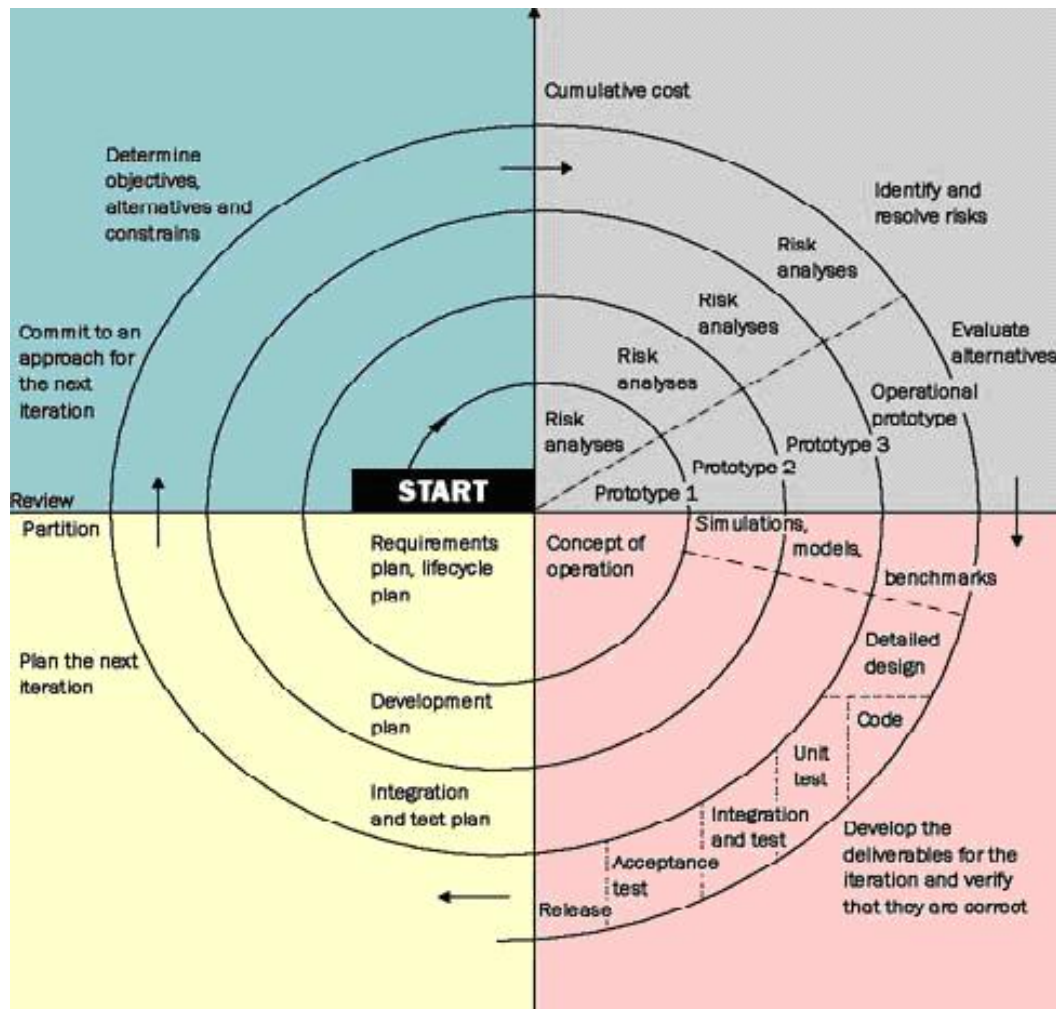 Cumulative cost
Determine
objectives,
alternatives and
constrains
Identify and
resolve risks
Risk
analyses
Risk
analyses
Risk
analyses
Risk
analyses
Commit to an
approach for
the next
iteration
Evaluate
alternatives
Operational
prototype
Prototype 3
Prototype 2
Prototype 1
START
Review
Partition
Requirements
plan, lifecycle
plan
Concept of
operation
Simulations,
models,
benchmarks
Plan the next
iteration
Detailed
design
Development
plan
Code
Unit
test
Integration
and test plan
Integration
and test
Acceptance
test
Release
Develop the
deliverables for the
iteration and verify
that they are correct